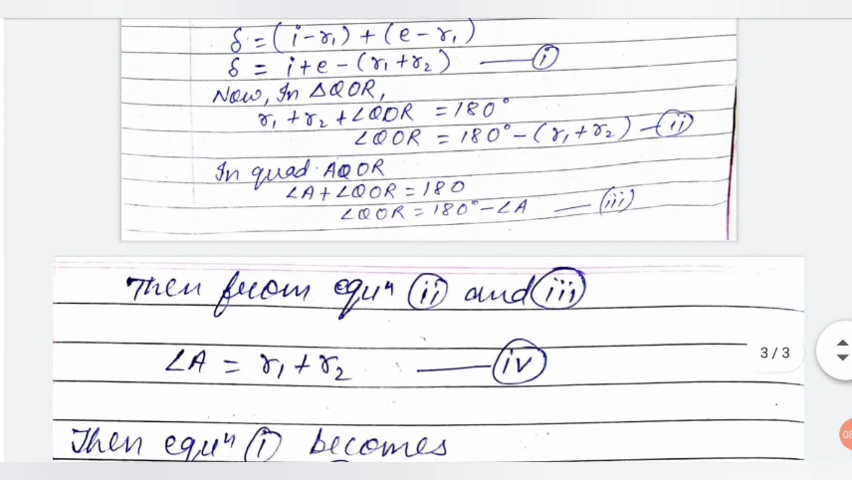 δ = (i-r₁) + (e-r₁)
δ = i+e-(r₁+r₂) —— (i)
Now, In ΔQOR,
r₁+r₂+∠QOR = 180°
∠QOR = 180°-(r₁+r₂) —(ii)
In quad. AQOR
∠A+∠QOR = 180
∠QOR = 180°-∠A —— (iii)
Then from equⁿ (ii) and (iii)
∠A = r₁+r₂ —— (iv)
3/3
Then equⁿ (i) becomes